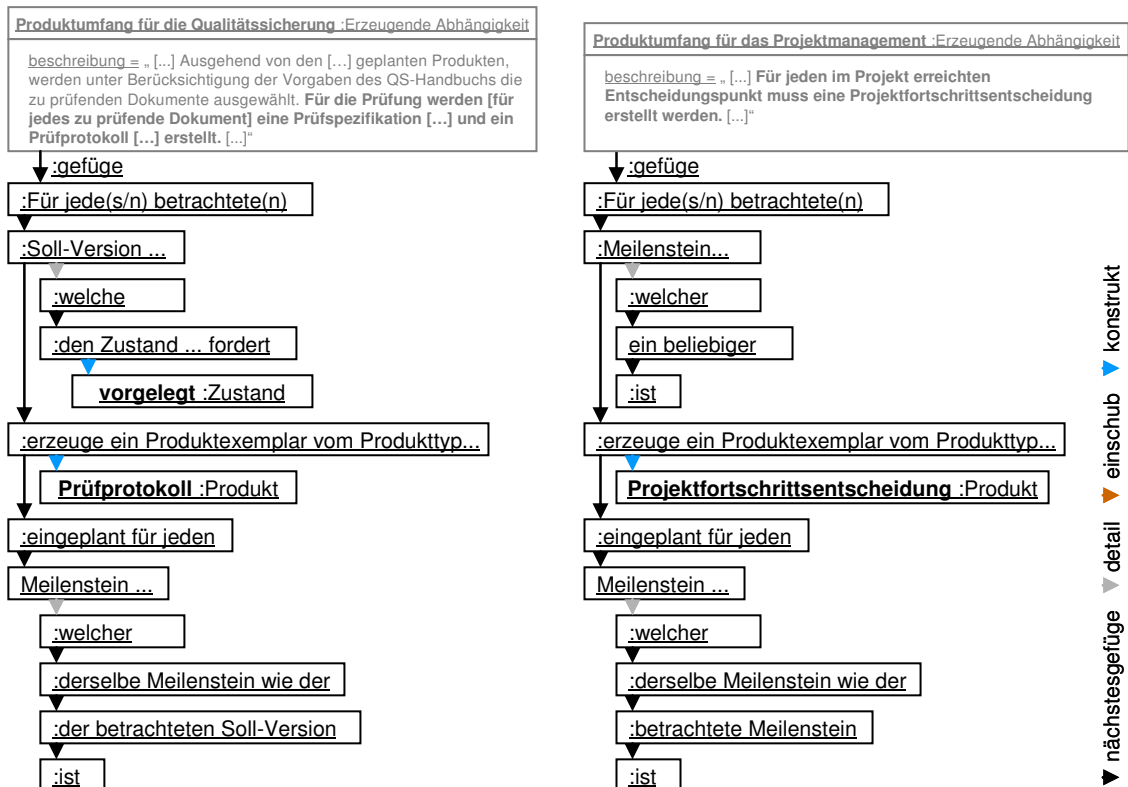 Produktumfang für die Qualitätssicherung :Erzeugende Abhängigkeit
beschreibung = „ [...] Ausgehend von den […] geplanten Produkten,
werden unter Berücksichtigung der Vorgaben des QS-Handbuchs die
zu prüfenden Dokumente ausgewählt. Für die Prüfung werden [für
jedes zu prüfende Dokument] eine Prüfspezifikation […] und ein
Prüfprotokoll […] erstellt. [...]“
:gefüge
:Für jede(s/n) betrachtete(n)
:Soll-Version ...
:welche
:den Zustand ... fordert
vorgelegt :Zustand
:erzeuge ein Produktexemplar vom Produkttyp...
Prüfprotokoll :Produkt
:eingeplant für jeden
Meilenstein ...
:welcher
:derselbe Meilenstein wie der
:der betrachteten Soll-Version
:ist
Produktumfang für das Projektmanagement :Erzeugende Abhängigkeit
beschreibung = „ [...] Für jeden im Projekt erreichten
Entscheidungspunkt muss eine Projektfortschrittsentscheidung
erstellt werden. [...]“
:gefüge
:Für jede(s/n) betrachtete(n)
:Meilenstein...
:welcher
ein beliebiger
:ist
:erzeuge ein Produktexemplar vom Produkttyp...
Projektfortschrittsentscheidung :Produkt
:eingeplant für jeden
Meilenstein ...
:welcher
:derselbe Meilenstein wie der
:betrachtete Meilenstein
:ist
nächstesgefüge
detail
einschub
konstrukt